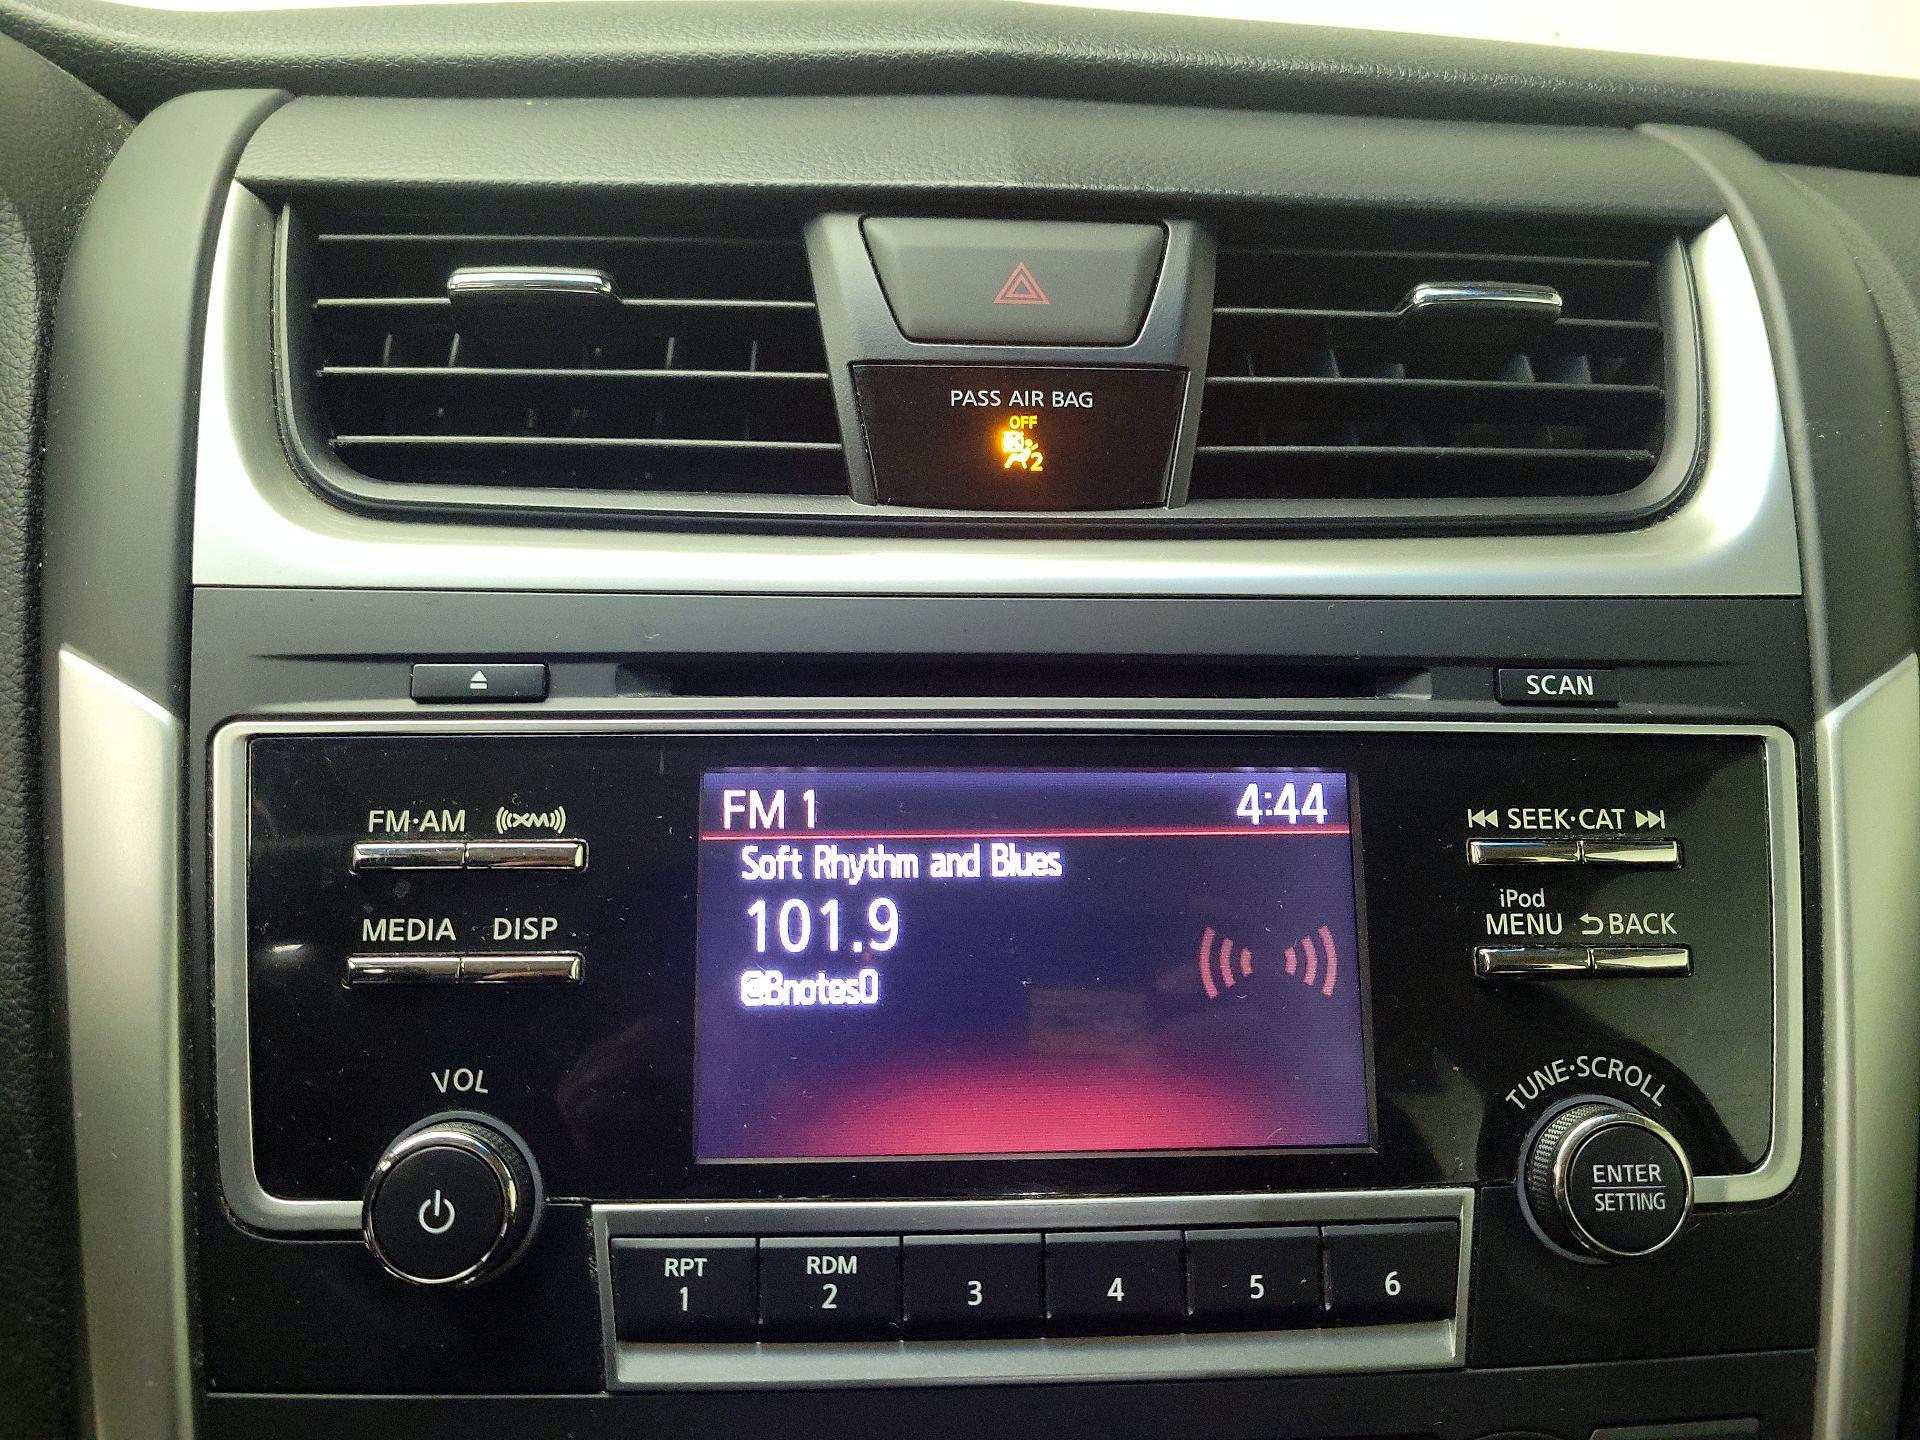 PASS AIR BAG
OFF
2
SCAN
FM·AM XM
MEDIA DISP
VOL
FM 1 4:44
Soft Rhythm and Blues
101.9
@Bnotes0
SEEK·CAT
iPod
MENU BACK
TUNE·SCROLL
ENTER
SETTING
RPT
1
RDM
2
3
4
5
6